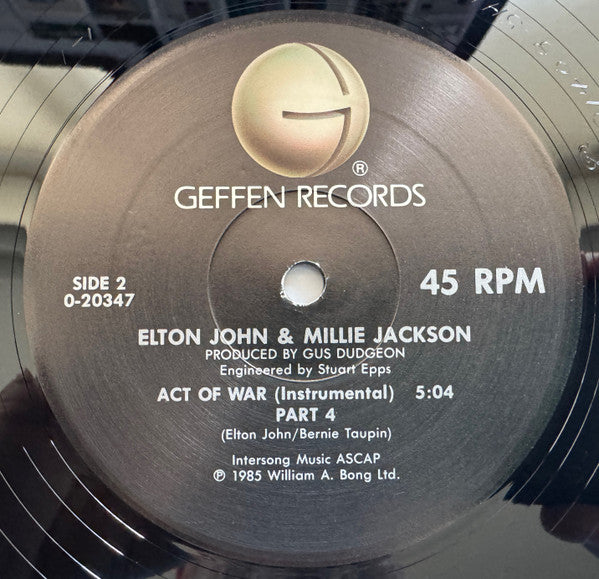 G
®
GEFFEN RECORDS
SIDE 2
0-20347
45 RPM
ELTON JOHN & MILLIE JACKSON
PRODUCED BY GUS DUDGEON
Engineered by Stuart Epps
ACT OF WAR (Instrumental) 5:04
PART 4
(Elton John/Bernie Taupin)
Intersong Music ASCAP
℗ 1985 William A. Bong Ltd.